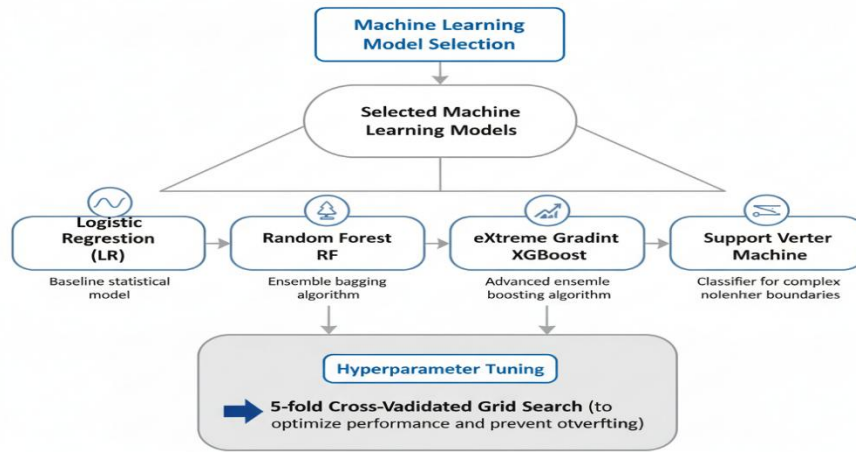 Machine Learning
Model Selection
Selected Machine
Learning Models
Logistic
Regrestion
(LR)
Random Forest
RF
eXtreme Gradint
XGBoost
Support Verter
Machine
Baseline statistical
model
Ensemble bagging
algorithm
Advanced ensemle
boosting algorithm
Classifier for complex
nolenher boundaries
Hyperparameter Tuning
5-fold Cross-Vadidated Grid Search (to
optimize performance and prevent otverfting)